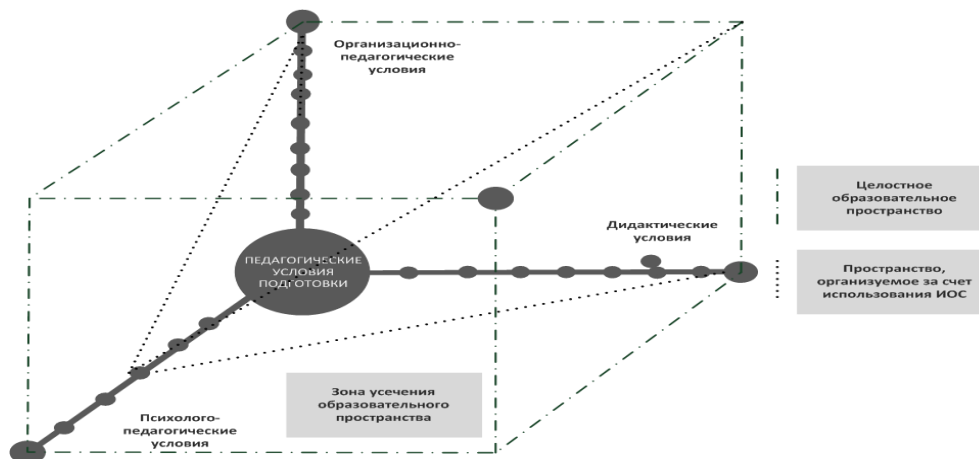 Организационно-
педагогические
условия
Целостное
образовательное
пространство
Дидактические
условия
ПЕДАГОГИЧЕСКИЕ
УСЛОВИЯ
ПОДГОТОВКИ
Пространство,
организуемое за счет
использования ИОС
Зона усечения
образовательного
пространства
Психолого-
педагогические
условия